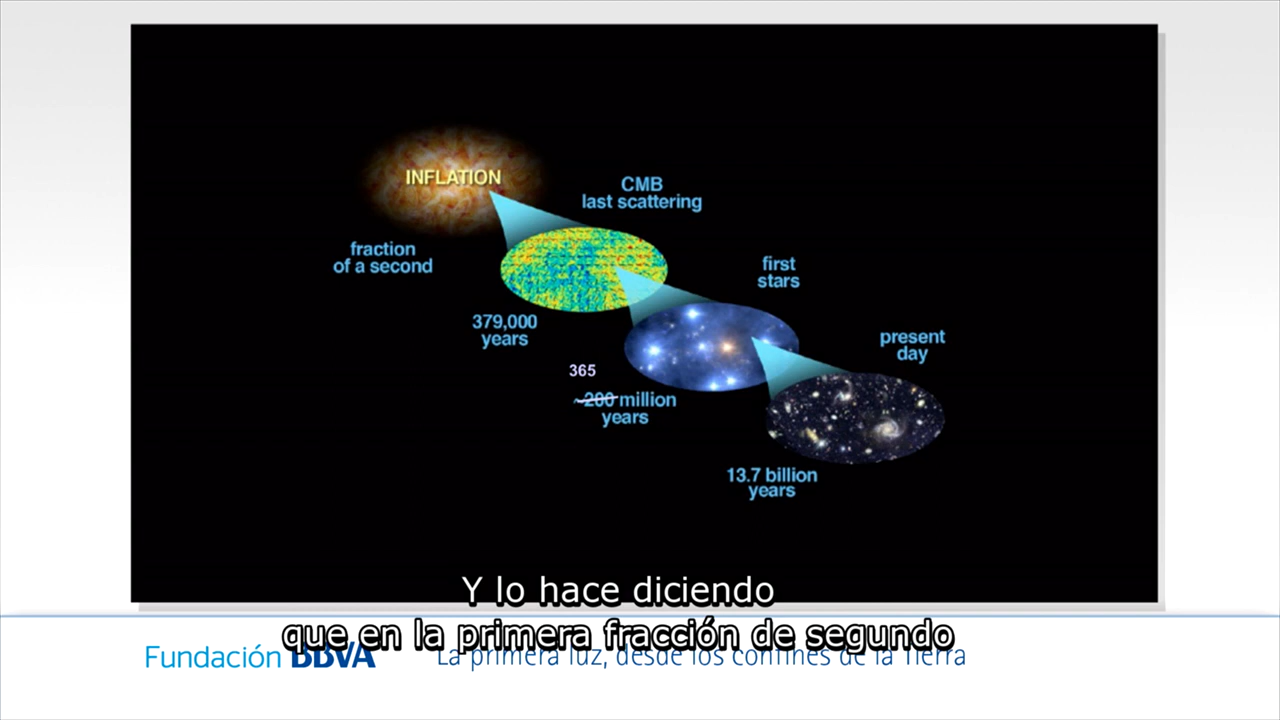 INFLATION
fraction
of a second
CMB
last scattering
379,000
years
first
stars
365
~200 million
years
present
day
13.7 billion
years
Y lo hace diciendo
que en la primera fracción de segundo
Fundación BBVA
La primera luz, desde los confines de la Tierra